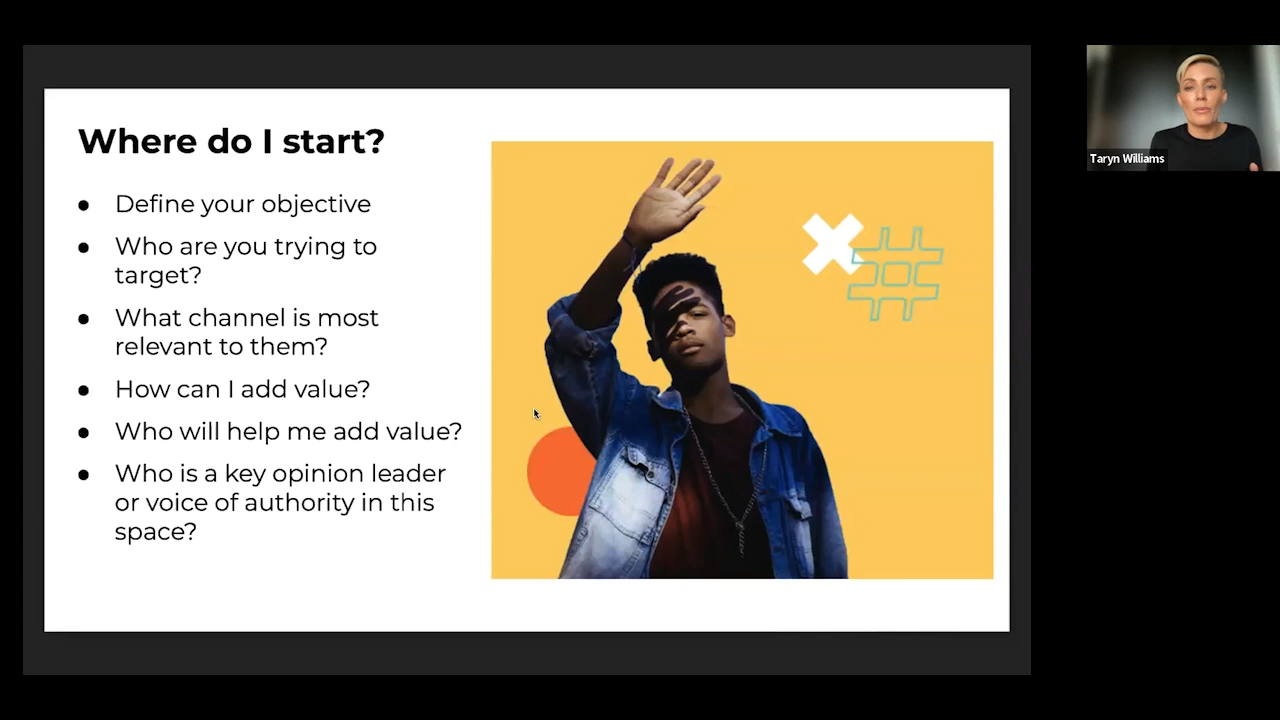 Where do I start?
Define your objective
Who are you trying to
target?
What channel is most
relevant to them?
How can I add value?
Who will help me add value?
Who is a key opinion leader
or voice of authority in this
space?
Taryn Williams